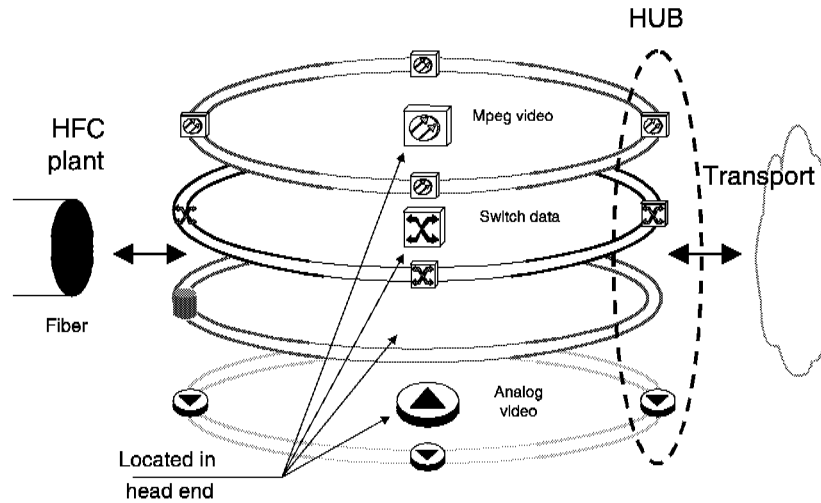 HUB
HFC
plant
Mpeg video
Transport
Switch data
Fiber
Analog
video
Located in
head end